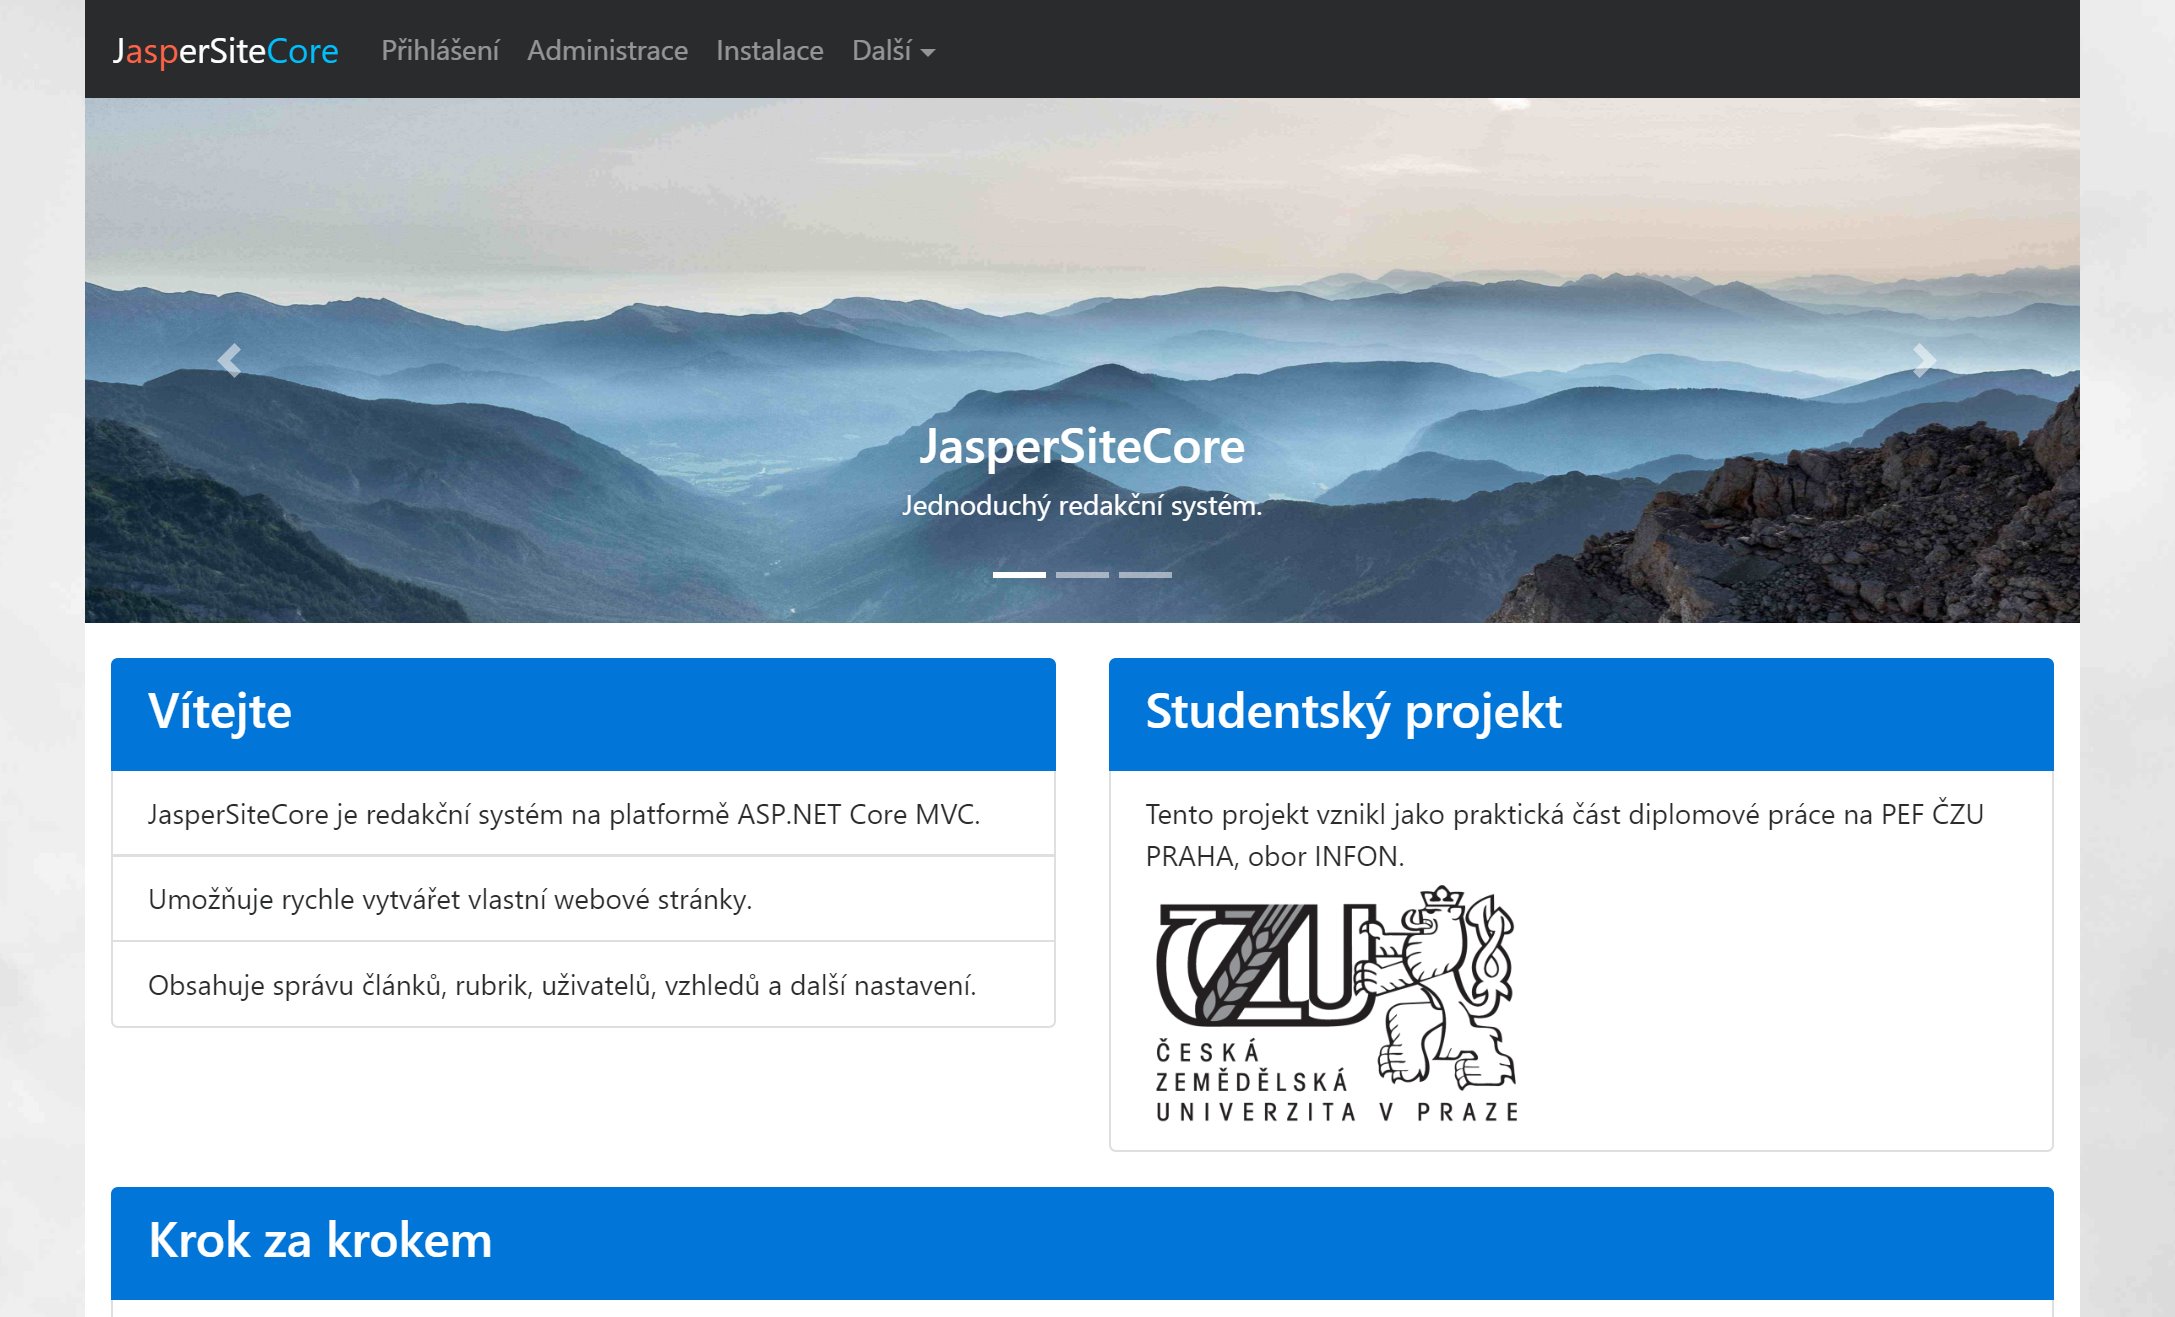 JasperSiteCore Přihlášení Administrace Instalace Další
JasperSiteCore
Jednoduchý redakční systém.
Vítejte
JasperSiteCore je redakční systém na platformě ASP.NET Core MVC.
Umožňuje rychle vytvářet vlastní webové stránky.
Obsahuje správu článků, rubrik, uživatelů, vzhledů a další nastavení.
Studentský projekt
Tento projekt vznikl jako praktická část diplomové práce na PEF ČZU
PRAHA, obor INFON.
ČZU
ČESKÁ
ZEMĚDĚLSKÁ
UNIVERZITA V PRAZE
Krok za krokem